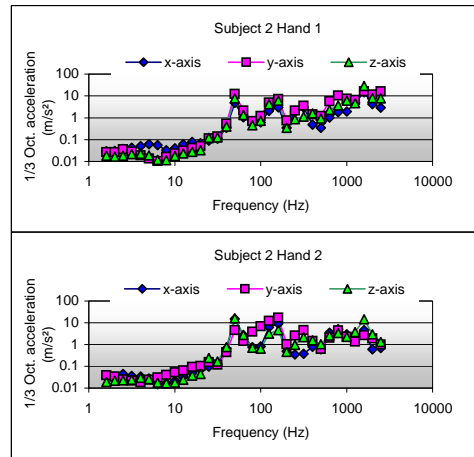 Subject 2 Hand 1
x-axis y-axis z-axis
1/3 Oct. acceleration
(m/s²)
100
10
1
0.1
0.01
1 10 100 1000 10000
Frequency (Hz)
Subject 2 Hand 2
x-axis y-axis z-axis
1/3 Oct. acceleration
(m/s²)
100
10
1
0.1
0.01
1 10 100 1000 10000
Frequency (Hz)